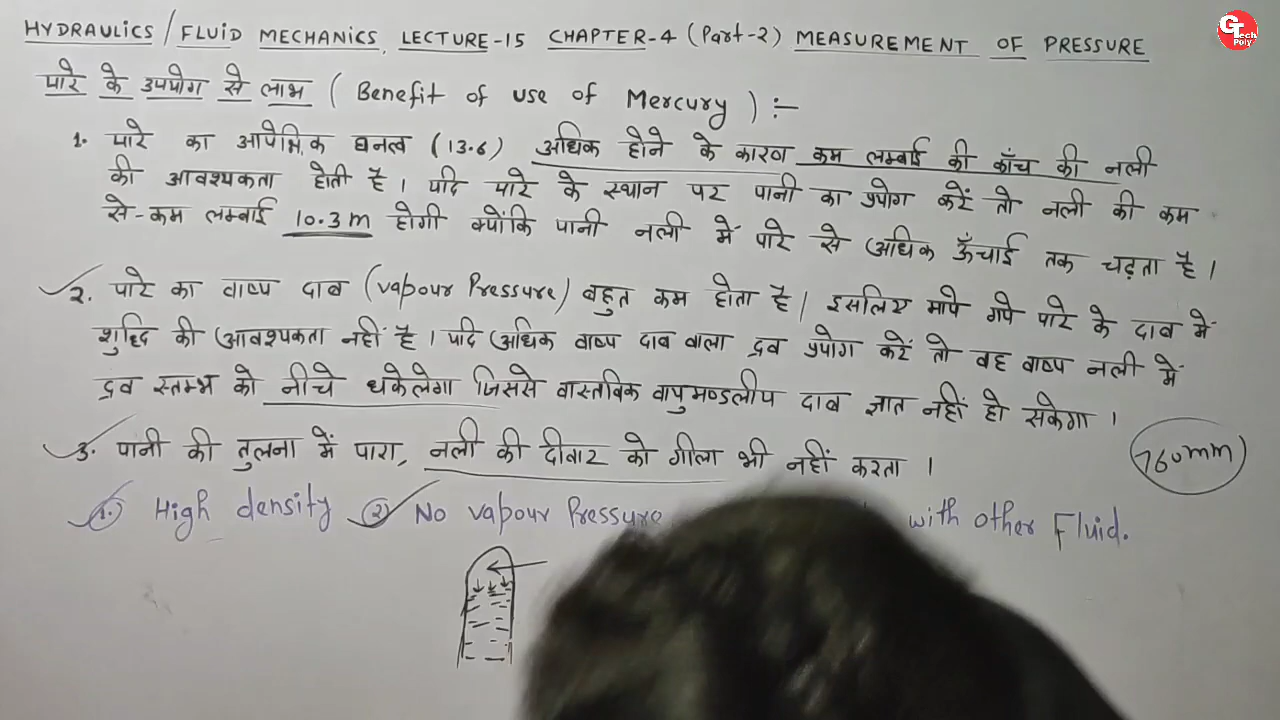 HYDRAULICS/FLUID MECHANICS, LECTURE-15 CHAPTER-4 (Part-2) MEASUREMENT OF PRESSURE
GTech Poly
पारे के उपयोग से लाभ ( Benefit of use of Mercury ) :-
1. पारे का आपेक्षिक घनत्व (13.6) अधिक होने के कारण कम लम्बाई की काँच की नली
की आवश्यकता होती है । यदि पारे के स्थान पर पानी का प्रयोग करें तो नली की कम
से-कम लम्बाई 10.3 m होगी क्योंकि पानी नली में पारे से अधिक ऊँचाई तक चढ़ता है ।
2. पारे का वाष्प दाब (vapour Pressure) बहुत कम होता है / इसलिए मापे गये पारे के दाब में
शुद्धि की आवश्यकता नहीं है । यदि अधिक वाष्प दाब वाला द्रव प्रयोग करें तो वह वाष्प नली में
द्रव स्तम्भ को नीचे धकेलेगा जिससे वास्तविक वायुमण्डलीय दाब ज्ञात नहीं हो सकेगा ।
3. पानी की तुलना में पारा, नली की दीवार को गीला भी नहीं करता ।
760mm
1. High density 2. No vapour Pressure with other Fluid.